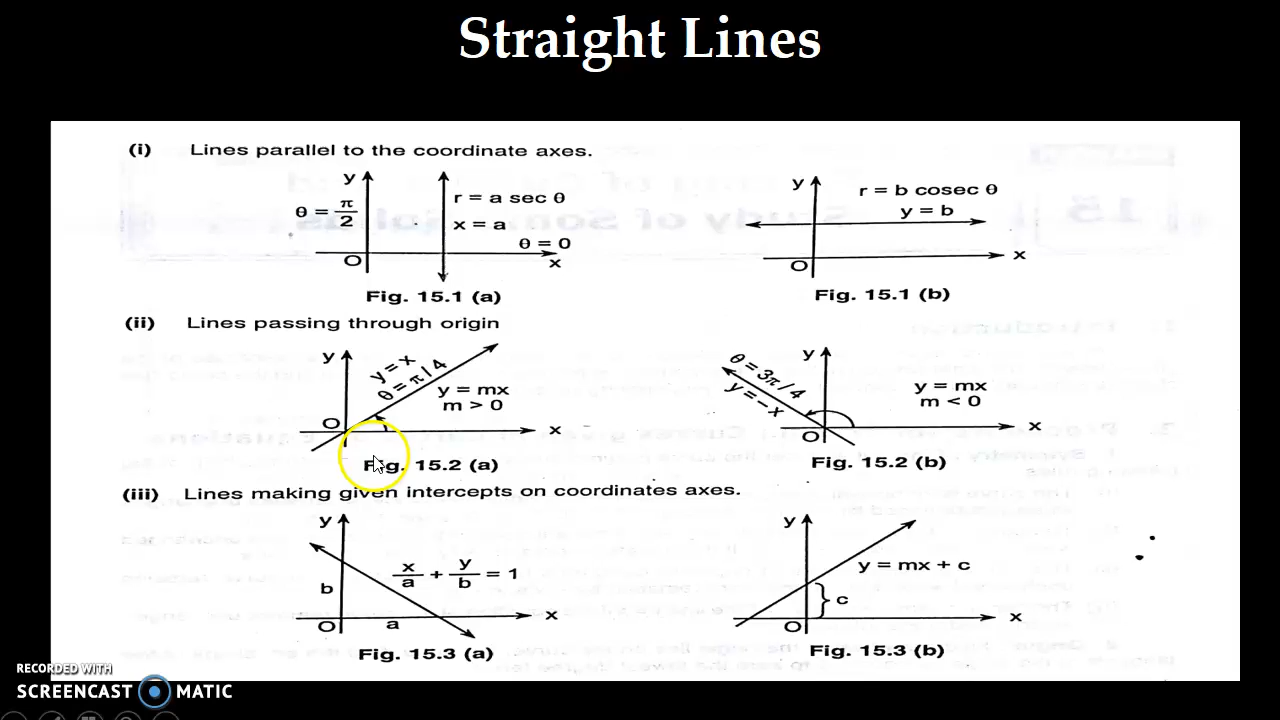 Straight Lines
(i) Lines parallel to the coordinate axes.
y
θ = π/2
r = a sec θ
x = a
θ = 0
O
x
Fig. 15.1 (a)
y
r = b cosec θ
y = b
O
x
Fig. 15.1 (b)
(ii) Lines passing through origin
y
y = x
θ = π / 4
y = mx
m > 0
O
x
Fig. 15.2 (a)
y
θ = 3π / 4
y = – x
y = mx
m < 0
O
x
Fig. 15.2 (b)
(iii) Lines making given intercepts on coordinates axes.
y
x/a + y/b = 1
b
O
a
x
Fig. 15.3 (a)
y
y = mx + c
c
O
x
Fig. 15.3 (b)
RECORDED WITH
SCREENCAST MATIC